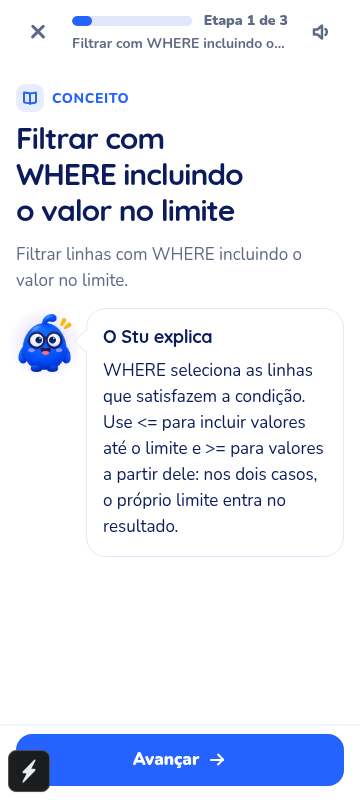 Etapa 1 de 3
Filtrar com WHERE incluindo o...
CONCEITO
Filtrar com
WHERE incluindo
o valor no limite
Filtrar linhas com WHERE incluindo o
valor no limite.
O Stu explica
WHERE seleciona as linhas
que satisfazem a condição.
Use <= para incluir valores
até o limite e >= para valores
a partir dele: nos dois casos,
o próprio limite entra no
resultado.
Avançar